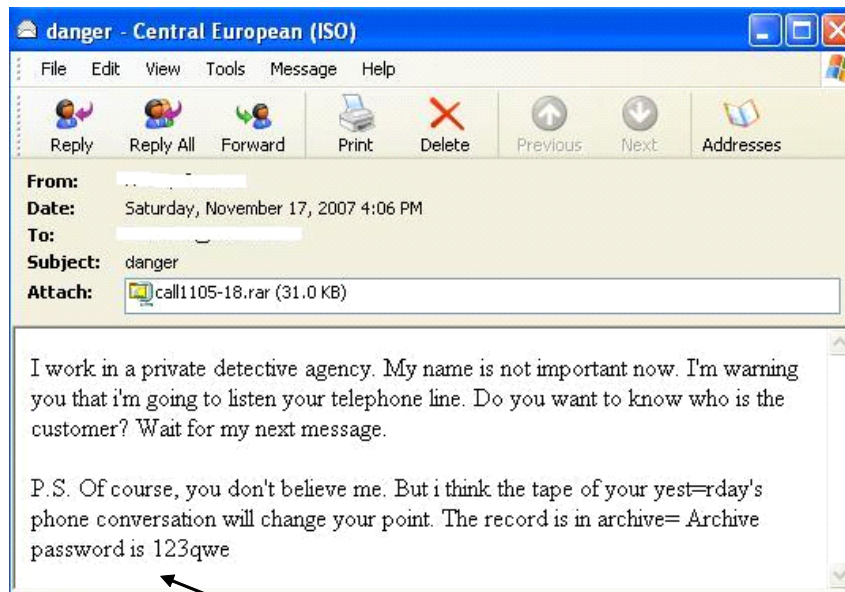 danger - Central European (ISO)
File Edit View Tools Message Help
Reply Reply All Forward Print Delete Previous Next Addresses
From:
Date: Saturday, November 17, 2007 4:06 PM
To:
Subject: danger
Attach: call1105-18.rar (31.0 KB)
I work in a private detective agency. My name is not important now. I'm warning
you that i'm going to listen your telephone line. Do you want to know who is the
customer? Wait for my next message.
P.S. Of course, you don't believe me. But i think the tape of your yest=rday's
phone conversation will change your point. The record is in archive= Archive
password is 123qwe